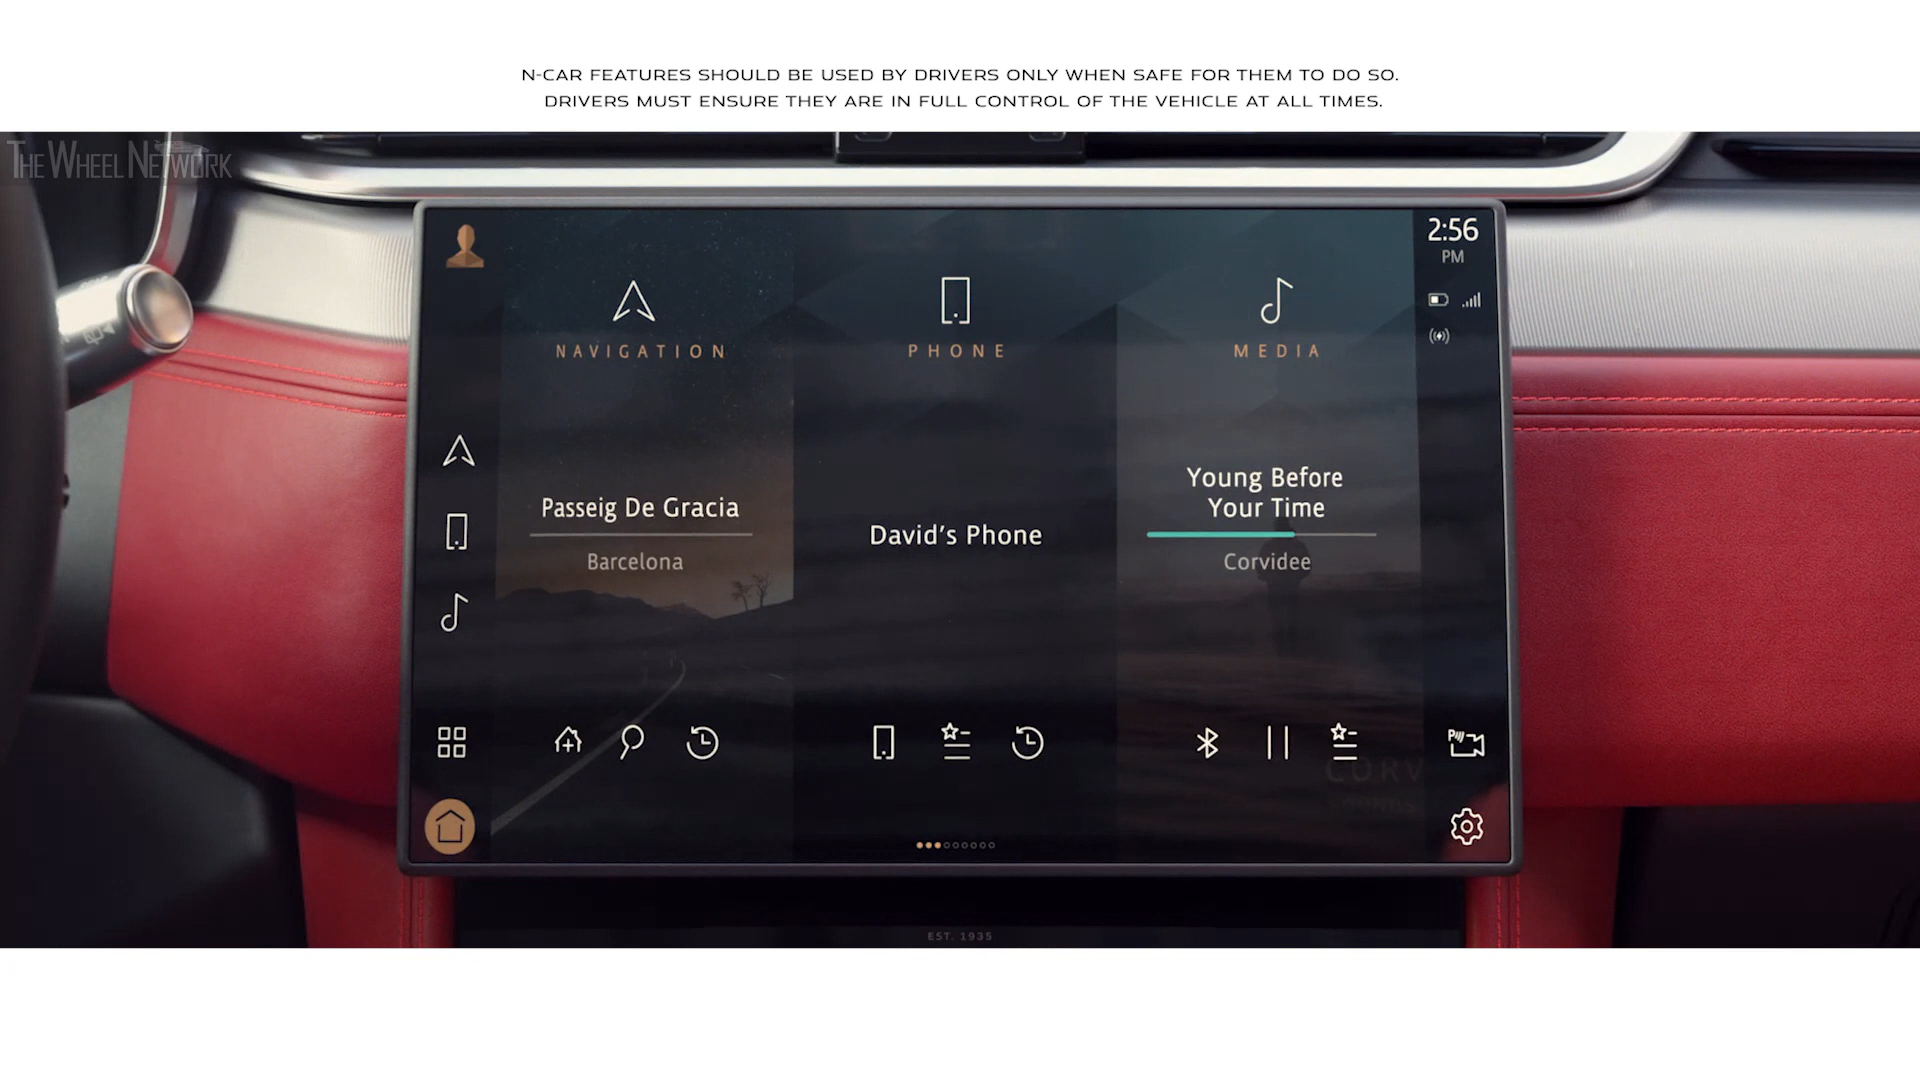 N-CAR FEATURES SHOULD BE USED BY DRIVERS ONLY WHEN SAFE FOR THEM TO DO SO.
DRIVERS MUST ENSURE THEY ARE IN FULL CONTROL OF THE VEHICLE AT ALL TIMES.
THE WHEEL NETWORK
2:56
PM
NAVIGATION
PHONE
MEDIA
Passeig De Gracia
Barcelona
David's Phone
Young Before
Your Time
Corvidee
CORV
EST. 1935